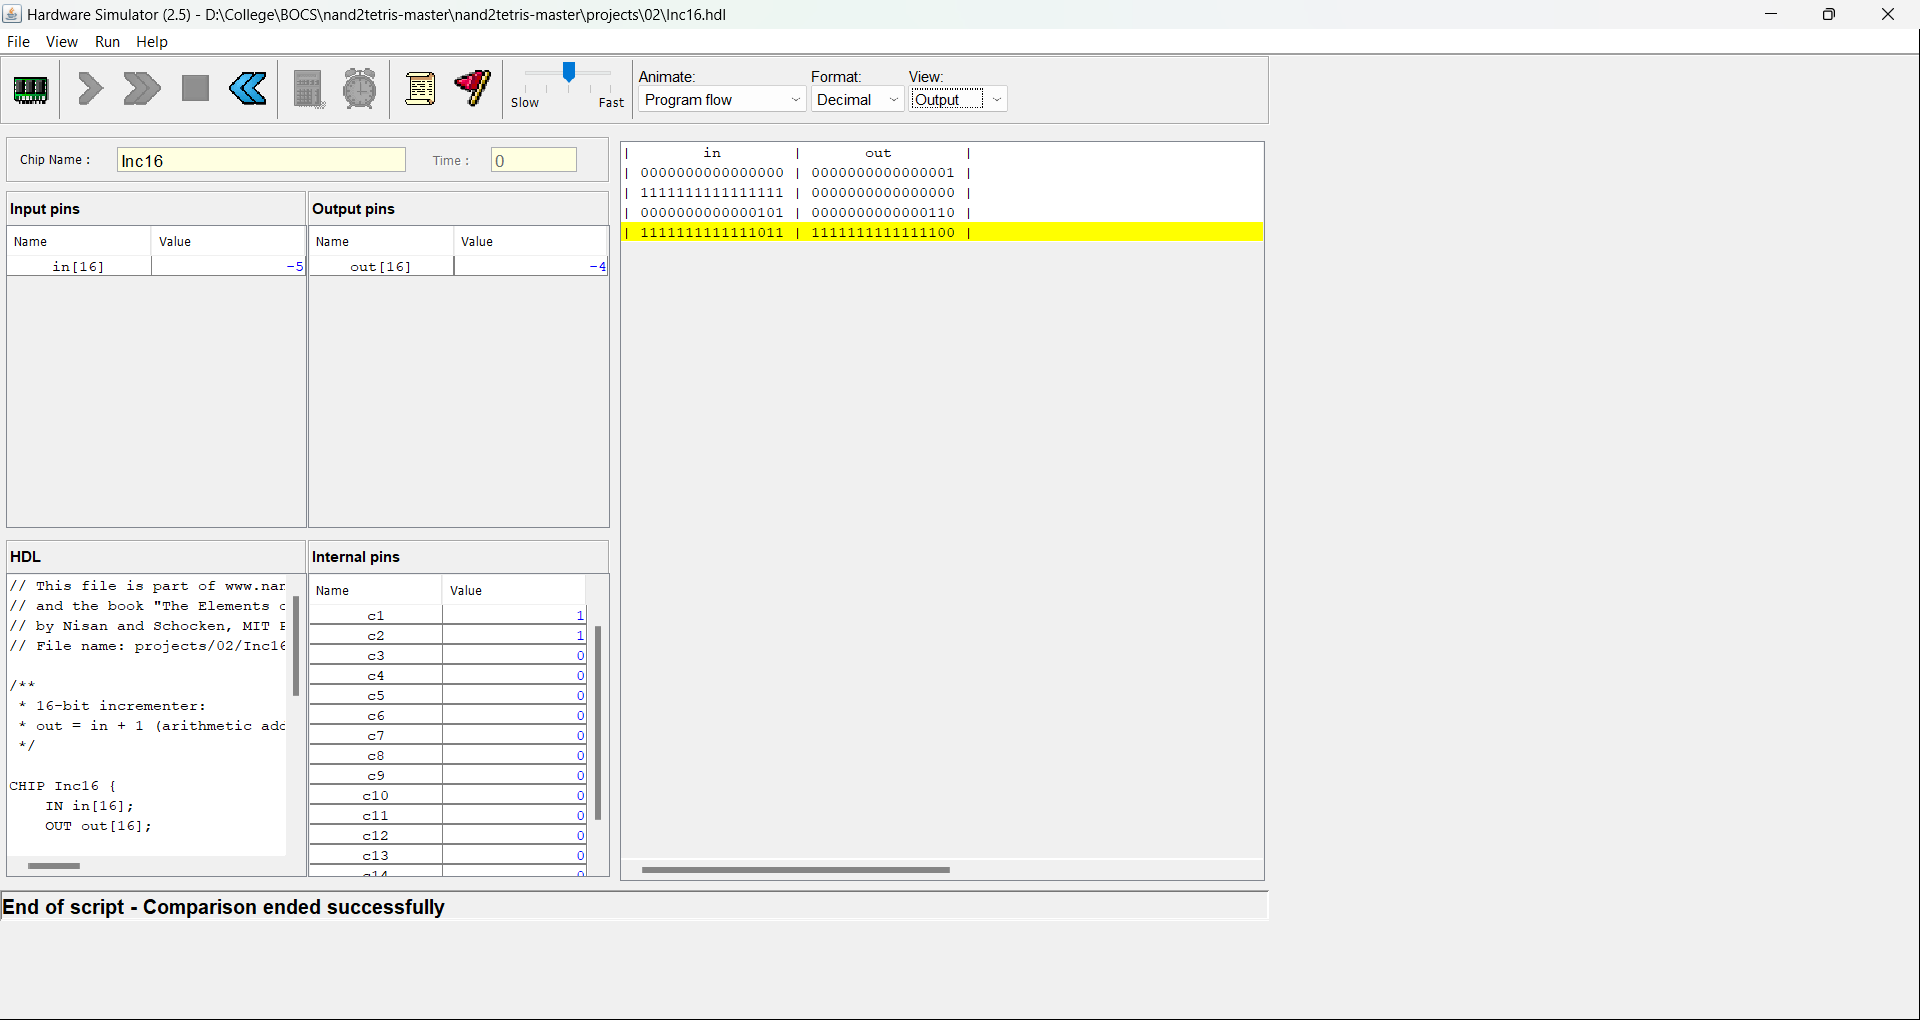 Hardware Simulator (2.5) - D:\College\BOCS\nand2tetris-master\nand2tetris-master\projects\02\Inc16.hdl
File View Run Help
Slow Fast
Animate: Format: View:
Program flow Decimal Output
Chip Name : Inc16 Time : 0
Input pins
Name Value
in[16] -5
Output pins
Name Value
out[16] -4
HDL
// This file is part of www.nan
// and the book "The Elements o
// by Nisan and Schocken, MIT P
// File name: projects/02/Inc16
/**
* 16-bit incrementer:
* out = in + 1 (arithmetic add
*/
CHIP Inc16 {
IN in[16];
OUT out[16];
Internal pins
Name Value
c1 1
c2 1
c3 0
c4 0
c5 0
c6 0
c7 0
c8 0
c9 0
c10 0
c11 0
c12 0
c13 0
c14 0
| in | out |
| 0000000000000000 | 0000000000000001 |
| 1111111111111111 | 0000000000000000 |
| 0000000000000101 | 0000000000000110 |
| 1111111111111011 | 1111111111111100 |
End of script - Comparison ended successfully